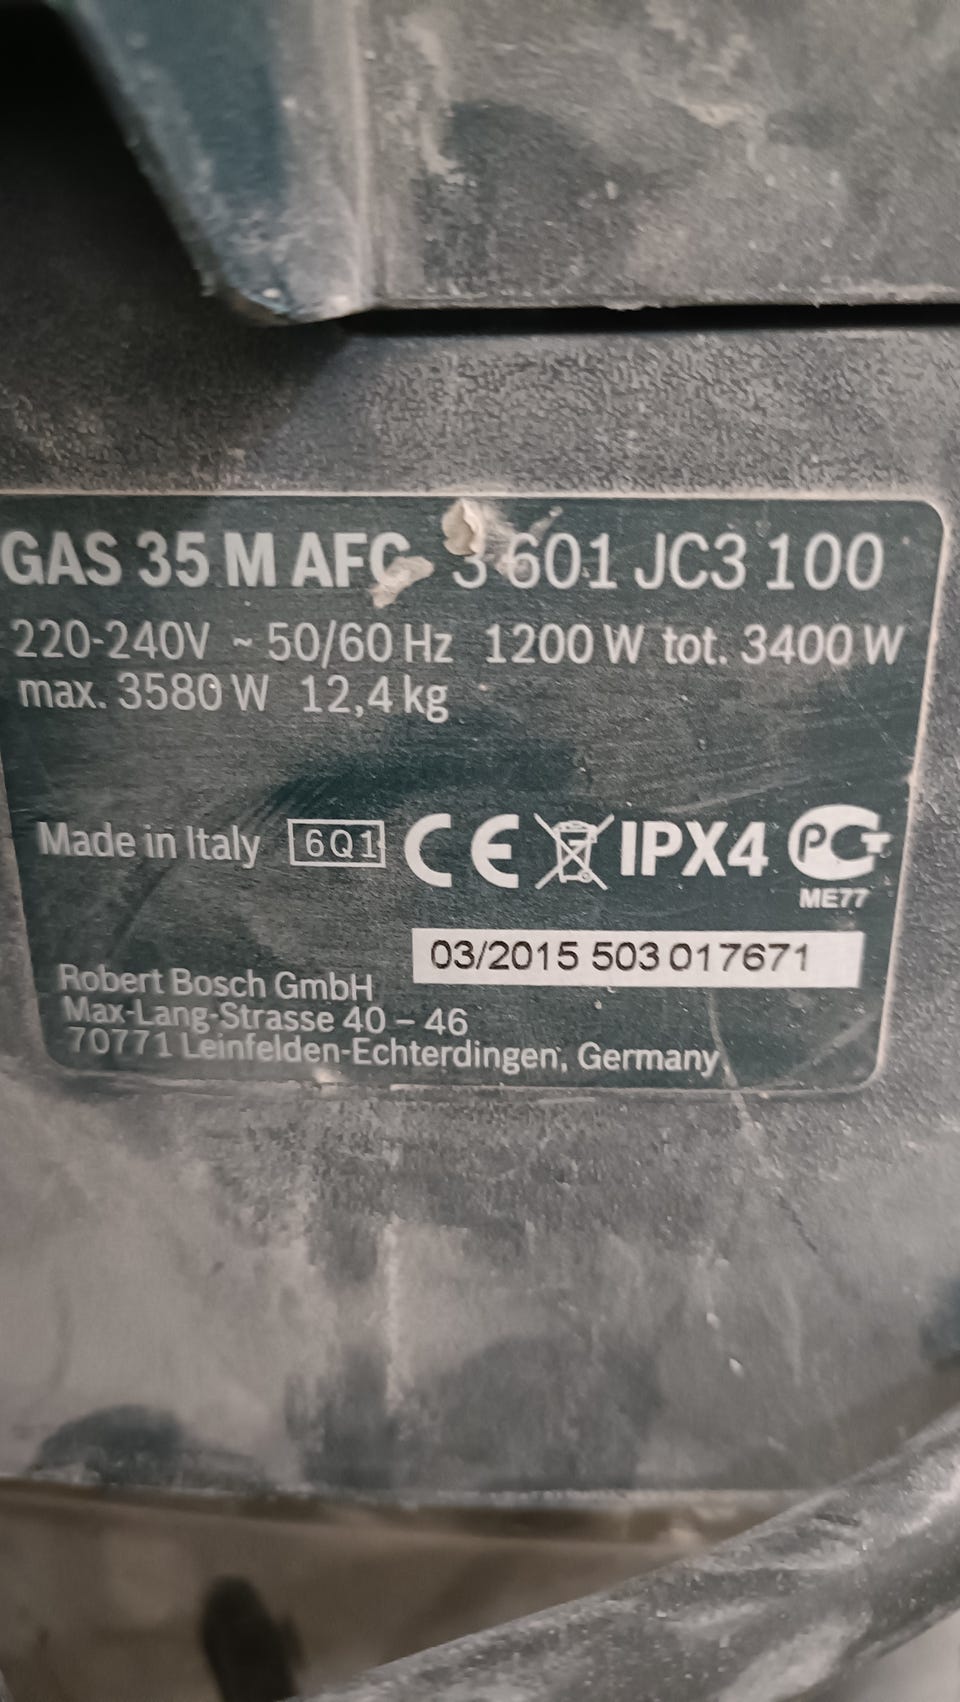 GAS 35 M AFC 3 601 JC3 100
220-240V ~ 50/60 Hz 1200 W tot. 3400 W
max. 3580 W 12,4 kg
Made in Italy 6Q1 CE IPX4 PCT
ME77
03/2015 503 017671
Robert Bosch GmbH
Max-Lang-Strasse 40 – 46
70771 Leinfelden-Echterdingen, Germany